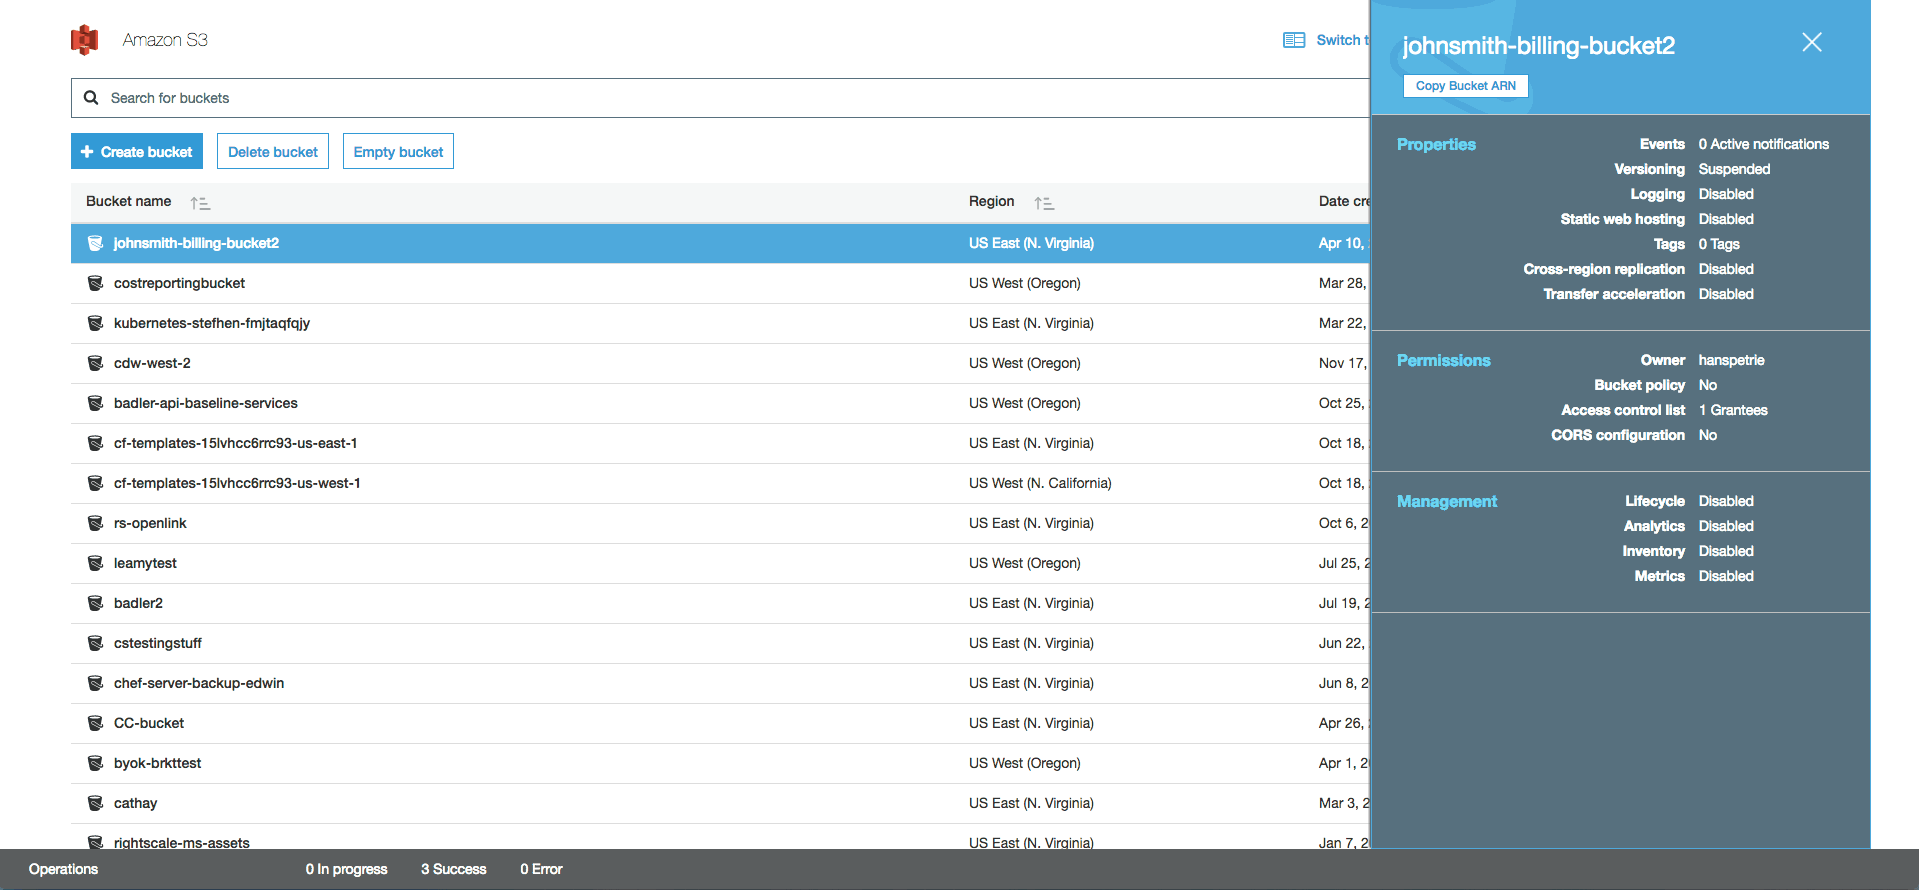 Amazon S3
Switch t
Search for buckets
+ Create bucket
Delete bucket
Empty bucket
Bucket name Region Date cre
johnsmith-billing-bucket2 US East (N. Virginia) Apr 10,
costreportingbucket US West (Oregon) Mar 28,
kubernetes-stefhen-fmjtaqfqjy US East (N. Virginia) Mar 22,
cdw-west-2 US West (Oregon) Nov 17,
badler-api-baseline-services US West (Oregon) Oct 25,
cf-templates-15lvhcc6rrc93-us-east-1 US East (N. Virginia) Oct 18,
cf-templates-15lvhcc6rrc93-us-west-1 US West (N. California) Oct 18,
rs-openlink US East (N. Virginia) Oct 6, 2
leamytest US West (Oregon) Jul 25, 2
badler2 US East (N. Virginia) Jul 19, 2
cstestingstuff US East (N. Virginia) Jun 22,
chef-server-backup-edwin US East (N. Virginia) Jun 8, 2
CC-bucket US East (N. Virginia) Apr 26,
byok-brkttest US West (Oregon) Apr 1, 2
cathay US East (N. Virginia) Mar 3, 2
rightscale-ms-assets US East (N. Virginia) Jan 7, 2
johnsmith-billing-bucket2
Copy Bucket ARN
Properties
Events 0 Active notifications
Versioning Suspended
Logging Disabled
Static web hosting Disabled
Tags 0 Tags
Cross-region replication Disabled
Transfer acceleration Disabled
Permissions
Owner hanspetrie
Bucket policy No
Access control list 1 Grantees
CORS configuration No
Management
Lifecycle Disabled
Analytics Disabled
Inventory Disabled
Metrics Disabled
Operations 0 In progress 3 Success 0 Error